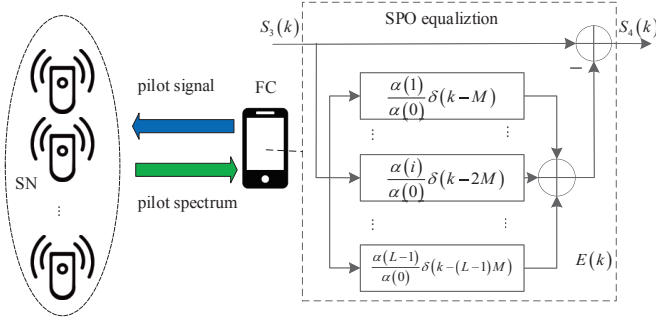 SPO equaliztion
S₃(k)
S₄(k)
−
pilot signal
FC
α(1)/α(0) δ(k−M)
⋮
⋮
SN
pilot spectrum
α(i)/α(0) δ(k−2M)
...
⋮
⋮
α(L−1)/α(0) δ(k−(L−1)M)
E(k)